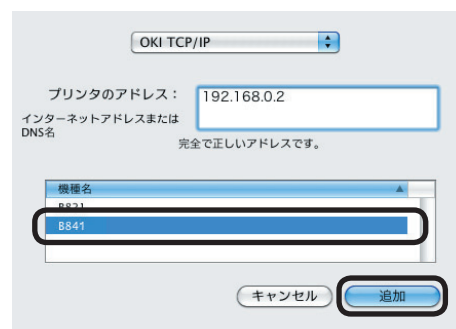 OKI TCP/IP
プリンタのアドレス：
192.168.0.2
インターネットアドレスまたは
DNS名
完全で正しいアドレスです。
機種名
B821
B841
キャンセル
追加